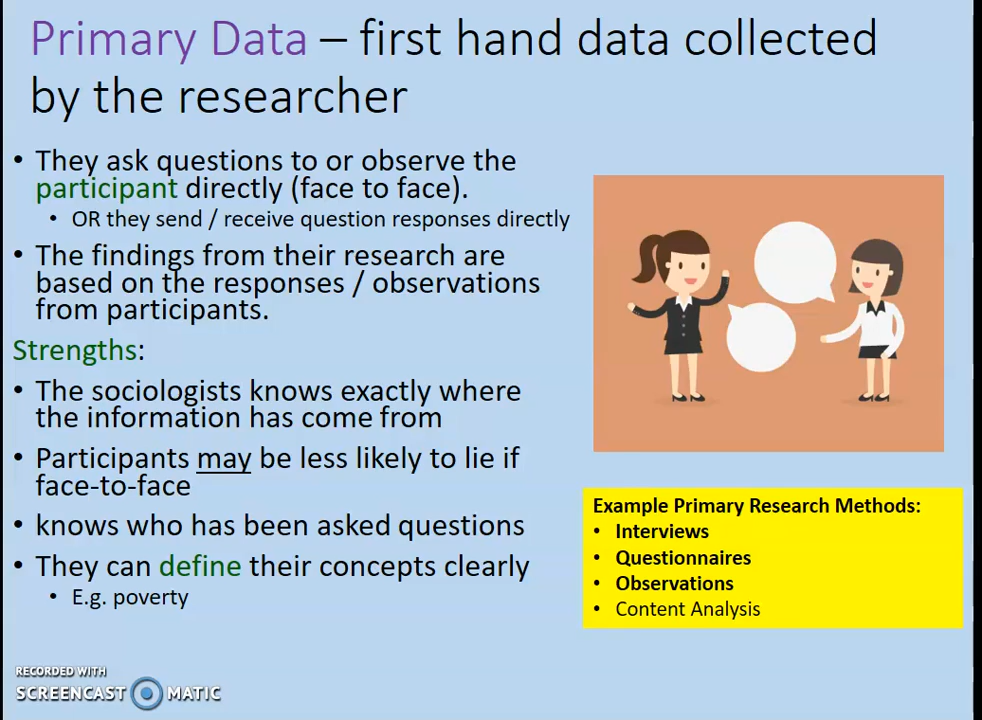 Primary Data – first hand data collected
by the researcher
• They ask questions to or observe the
participant directly (face to face).
• OR they send / receive question responses directly
• The findings from their research are
based on the responses / observations
from participants.
Strengths:
• The sociologists knows exactly where
the information has come from
• Participants may be less likely to lie if
face-to-face
• knows who has been asked questions
• They can define their concepts clearly
• E.g. poverty
Example Primary Research Methods:
• Interviews
• Questionnaires
• Observations
• Content Analysis
RECORDED WITH
SCREENCAST MATIC